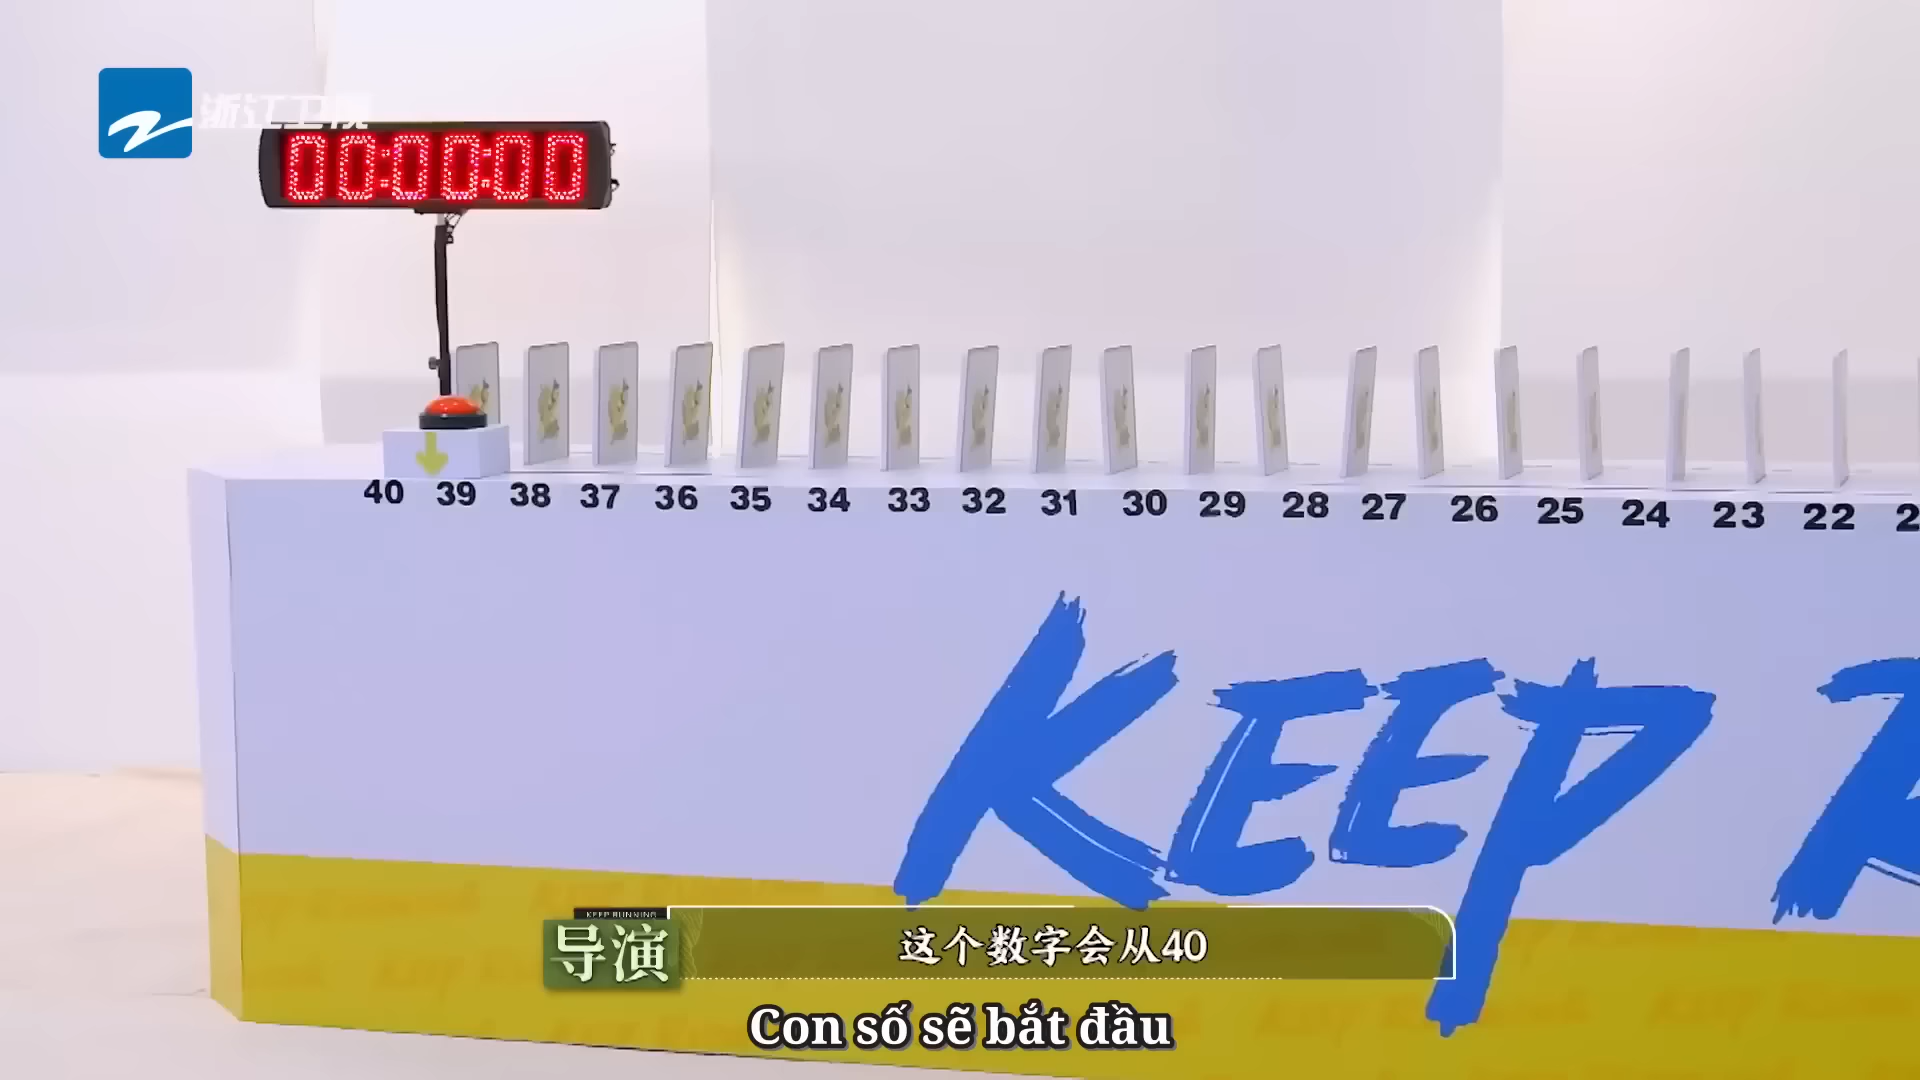 浙江卫视
00:00:00
40 39 38 37 36 35 34 33 32 31 30 29 28 27 26 25 24 23 22
KEEP
KEEP RUNNING
导演
这个数字会从40
Con số sẽ bắt đầu